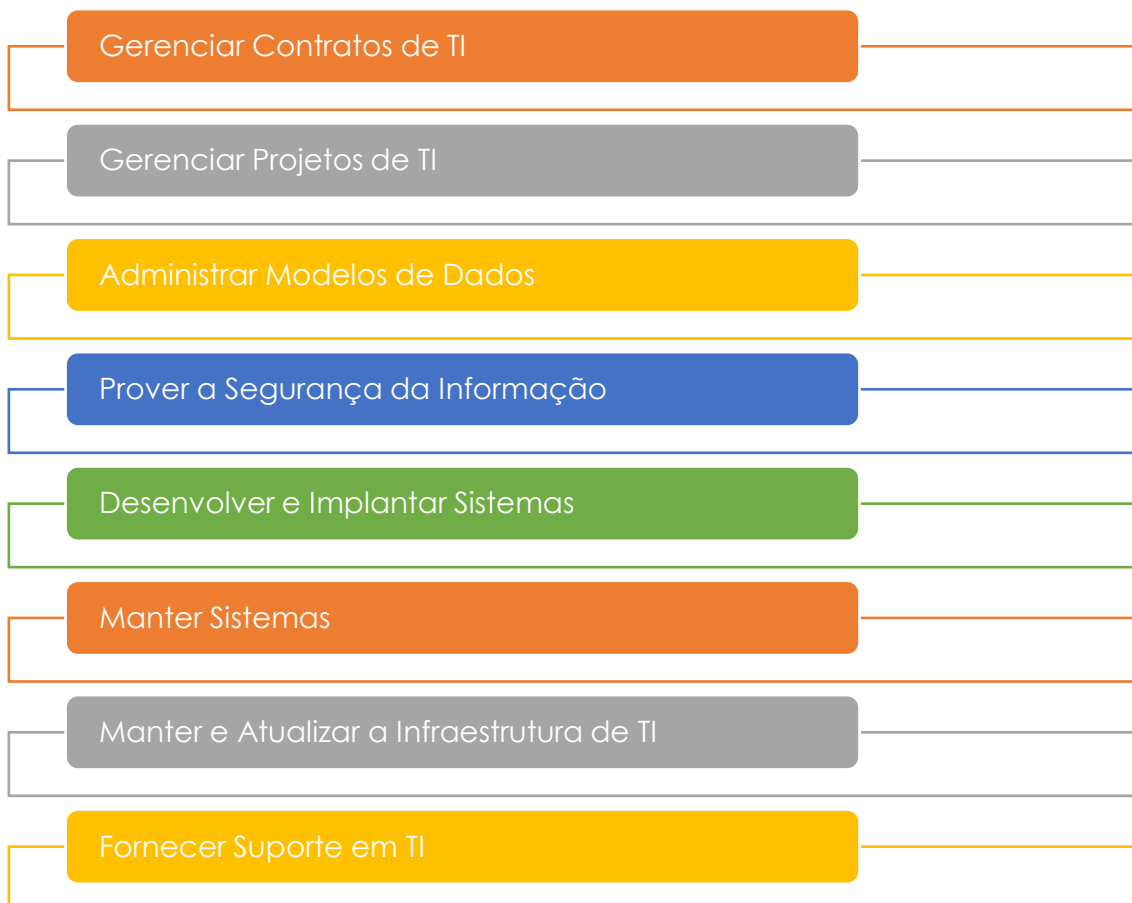 Gerenciar Contratos de TI
Gerenciar Projetos de TI
Administrar Modelos de Dados
Prover a Segurança da Informação
Desenvolver e Implantar Sistemas
Manter Sistemas
Manter e Atualizar a Infraestrutura de TI
Fornecer Suporte em TI